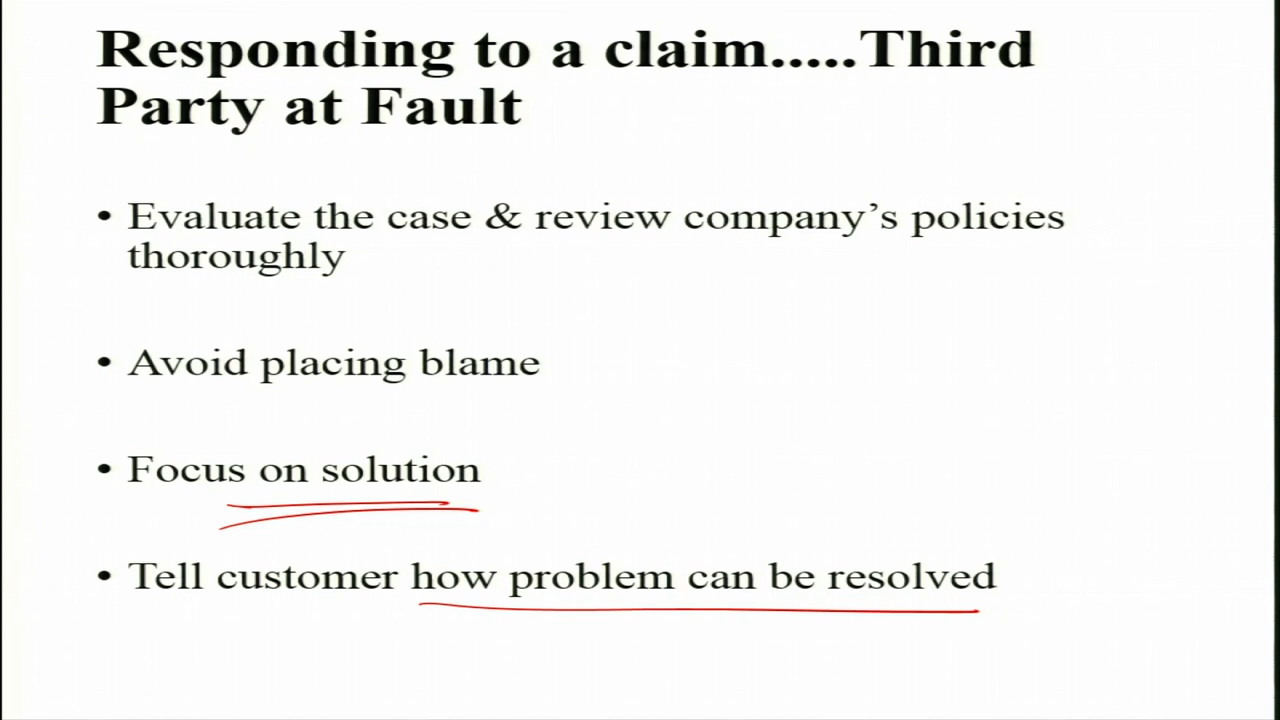 Responding to a claim.....Third
Party at Fault
• Evaluate the case & review company’s policies
thoroughly
• Avoid placing blame
• Focus on solution
• Tell customer how problem can be resolved